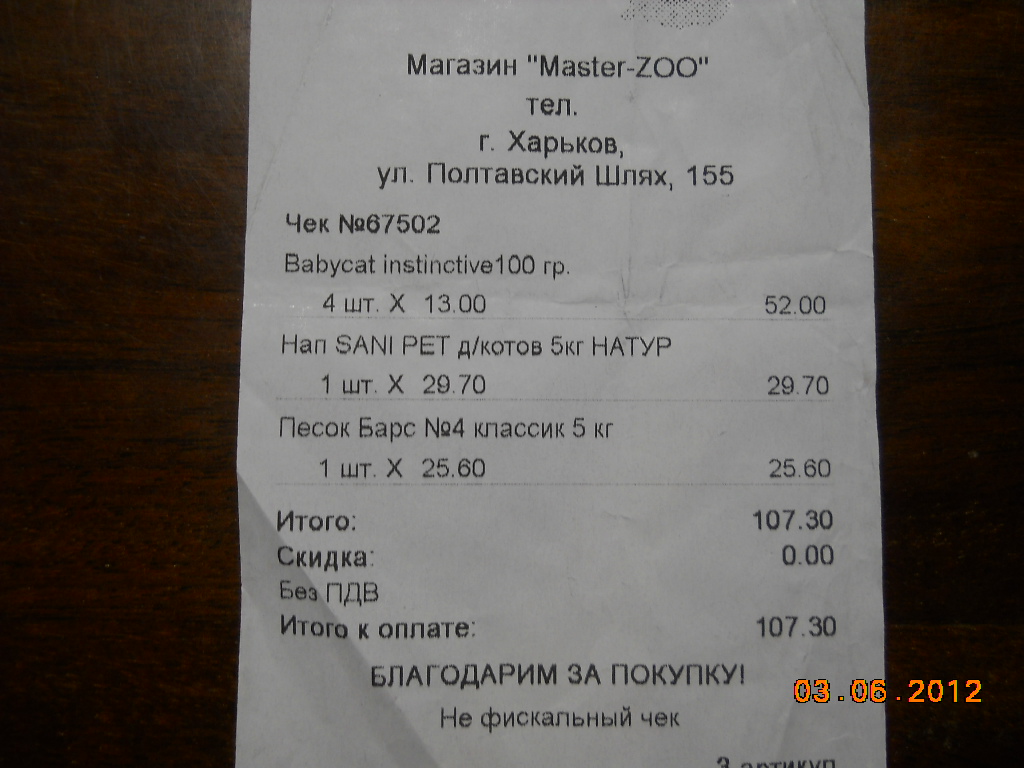 Магазин "Master-ZOO"
тел.
г. Харьков,
ул. Полтавский Шлях, 155
Чек №67502
Babycat instinctive100 гр.
4 шт. X 13.00 52.00
Нап SANI PET д/котов 5кг НАТУР
1 шт. X 29.70 29.70
Песок Барс №4 классик 5 кг
1 шт. X 25.60 25.60
Итого: 107.30
Скидка: 0.00
Без ПДВ
Итого к оплате: 107.30
БЛАГОДАРИМ ЗА ПОКУПКУ!
03.06.2012
Не фискальный чек
3 артикул